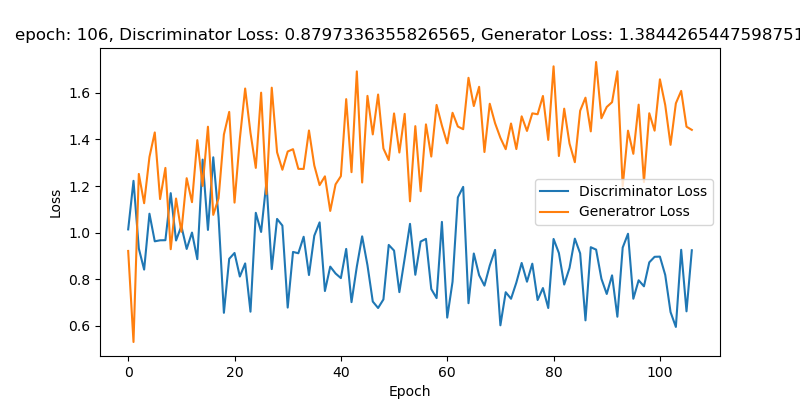 epoch: 106, Discriminator Loss: 0.8797336355826565, Generator Loss: 1.3844265447598751
1.6
1.4
1.2
1.0
0.8
0.6
Loss
Discriminator Loss
Generatror Loss
0 20 40 60 80 100
Epoch